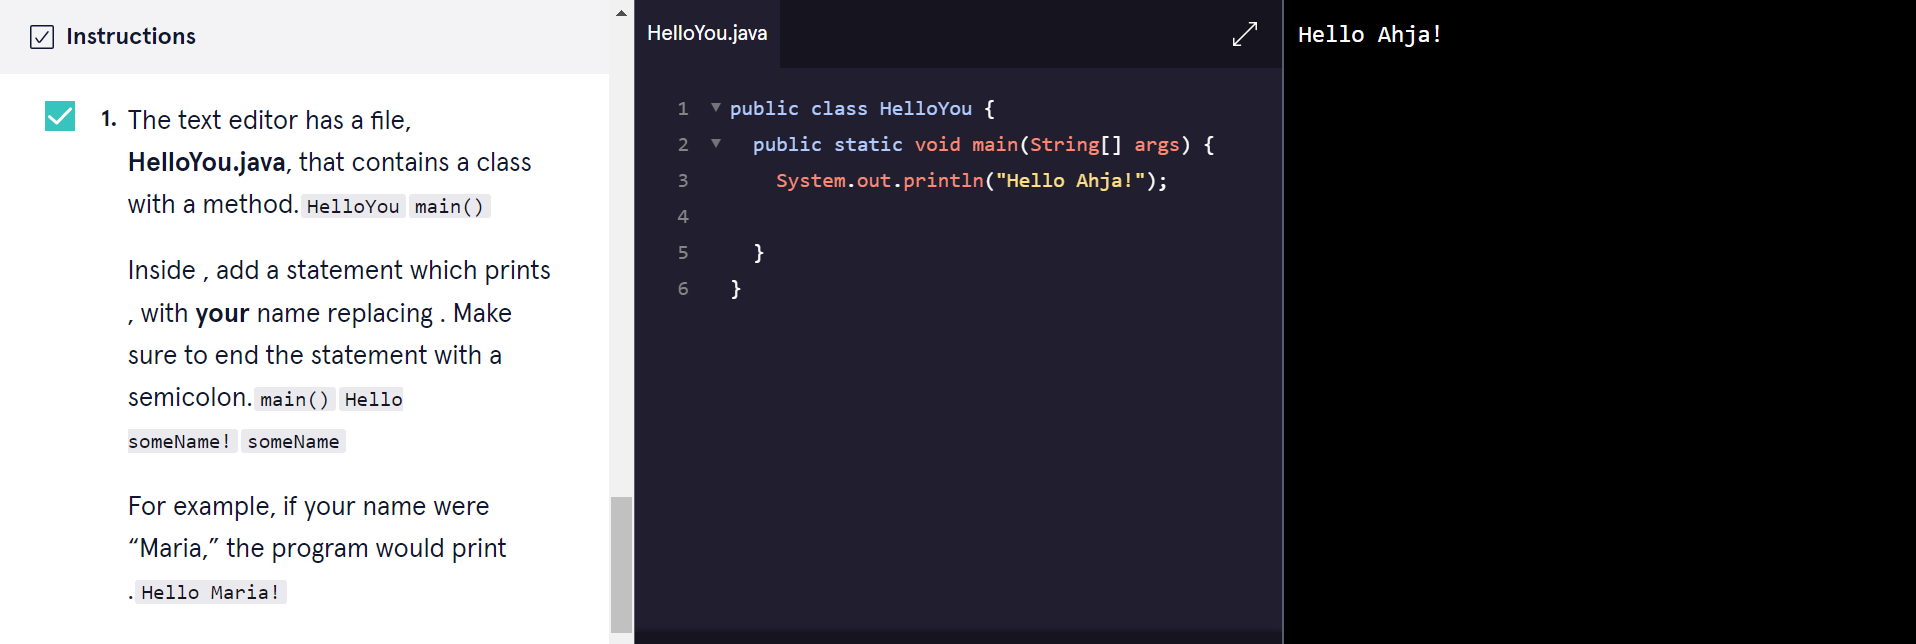 Instructions
1. The text editor has a file,
HelloYou.java, that contains a class
with a method. HelloYou main()
Inside , add a statement which prints
, with your name replacing . Make
sure to end the statement with a
semicolon. main() Hello
someName! someName
For example, if your name were
“Maria,” the program would print
. Hello Maria!
HelloYou.java
1 public class HelloYou {
2 public static void main(String[] args) {
3 System.out.println("Hello Ahja!");
4
5 }
6 }
Hello Ahja!